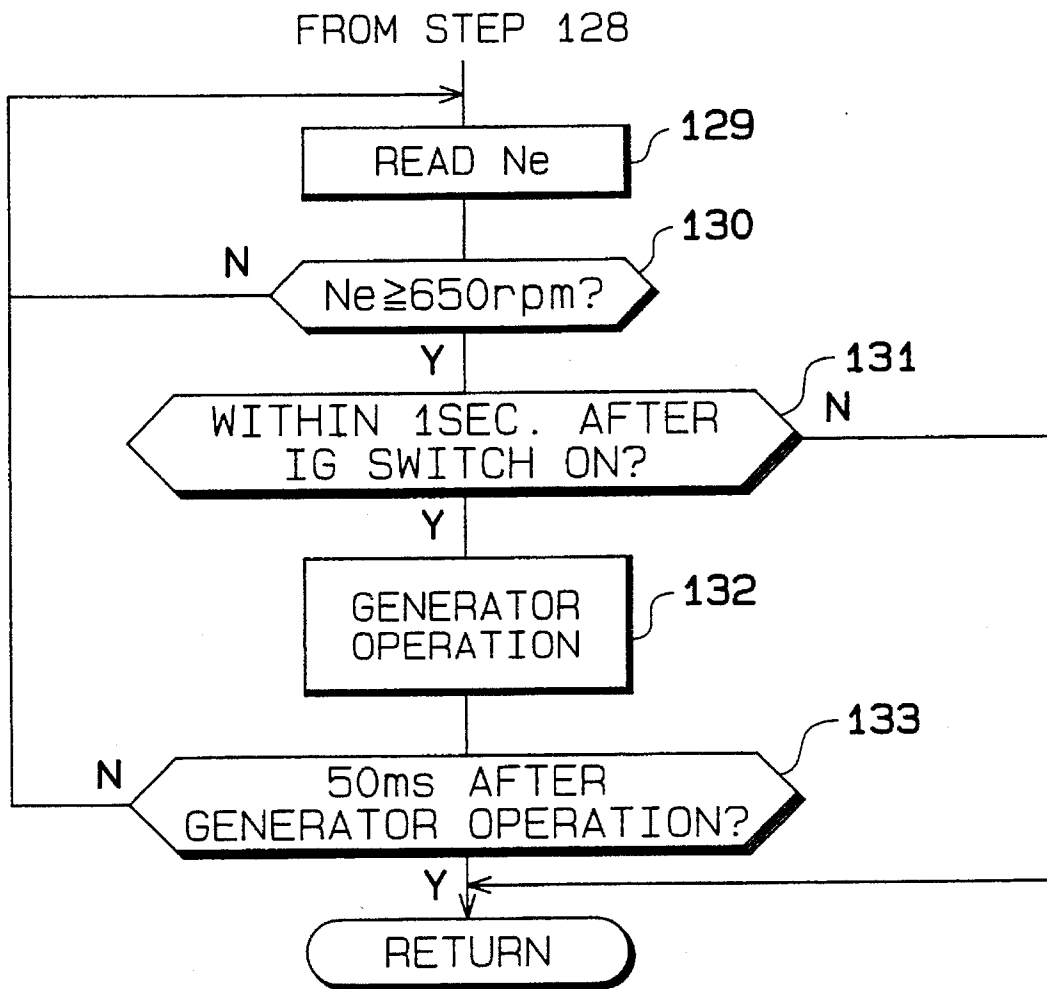 FROM STEP 128
129
READ Ne
130
N
Ne≧650rpm?
Y
131
N
WITHIN 1SEC. AFTER
IG SWITCH ON?
Y
132
GENERATOR
OPERATION
133
N
50ms AFTER
GENERATOR OPERATION?
Y
RETURN